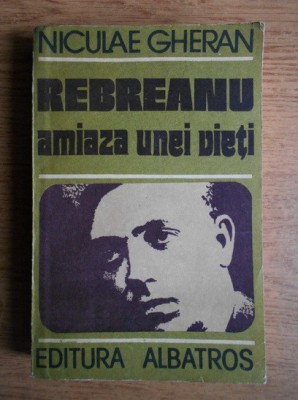 NICULAE GHERAN
REBREANU
amiaza unei vieți
EDITURA ALBATROS